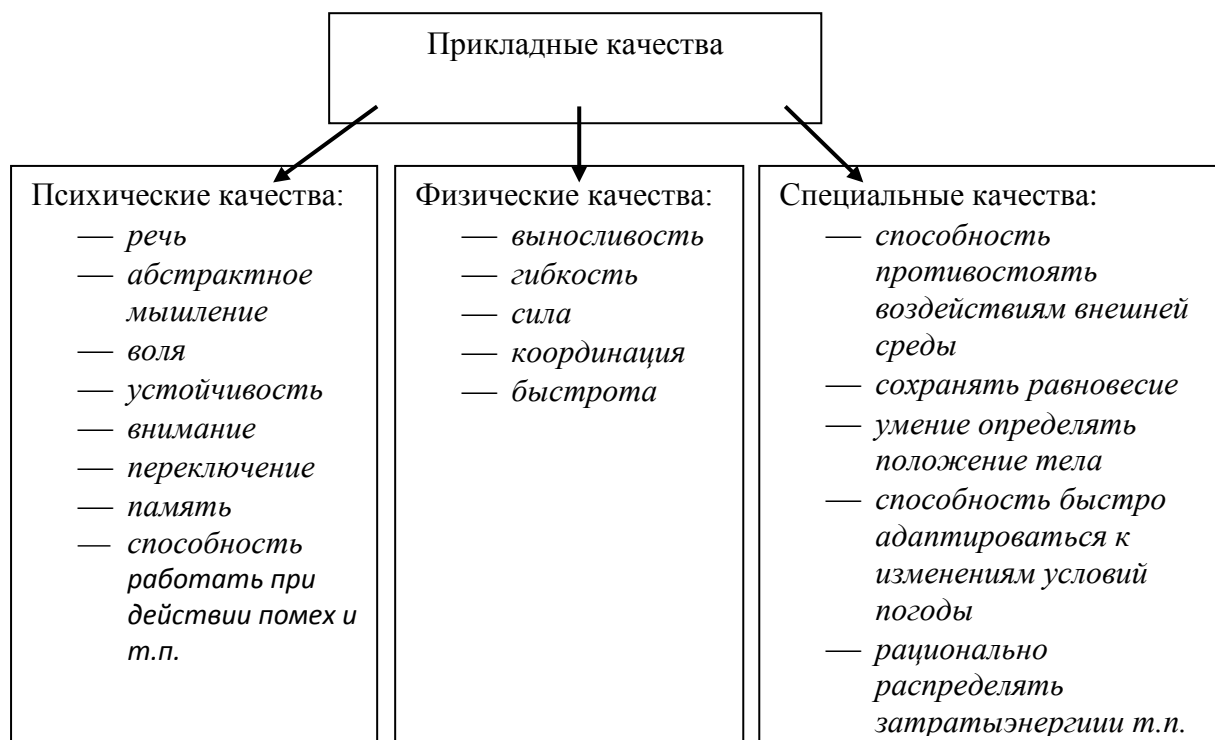 Прикладные качества
Психические качества:
— речь
— абстрактное
мышление
— воля
— устойчивость
— внимание
— переключение
— память
— способность
работать при
действии помех и
т.п.
Физические качества:
— выносливость
— гибкость
— сила
— координация
— быстрота
Специальные качества:
— способность
противостоять
воздействиям внешней
среды
— сохранять равновесие
— умение определять
положение тела
— способность быстро
адаптироваться к
изменениям условий
погоды
— рационально
распределять
затратыэнергиии т.п.